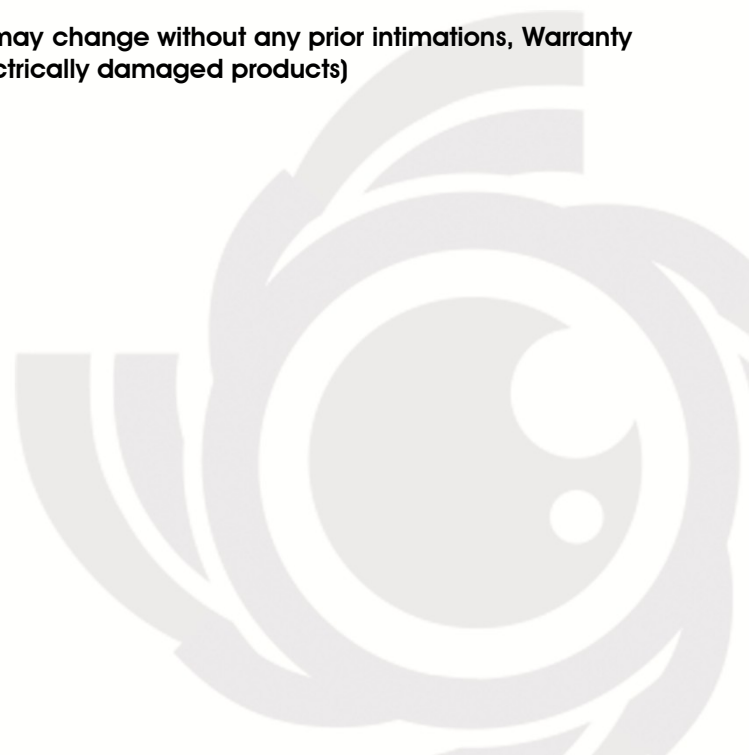 may change without any prior intimations, Warranty
ctrically damaged products)